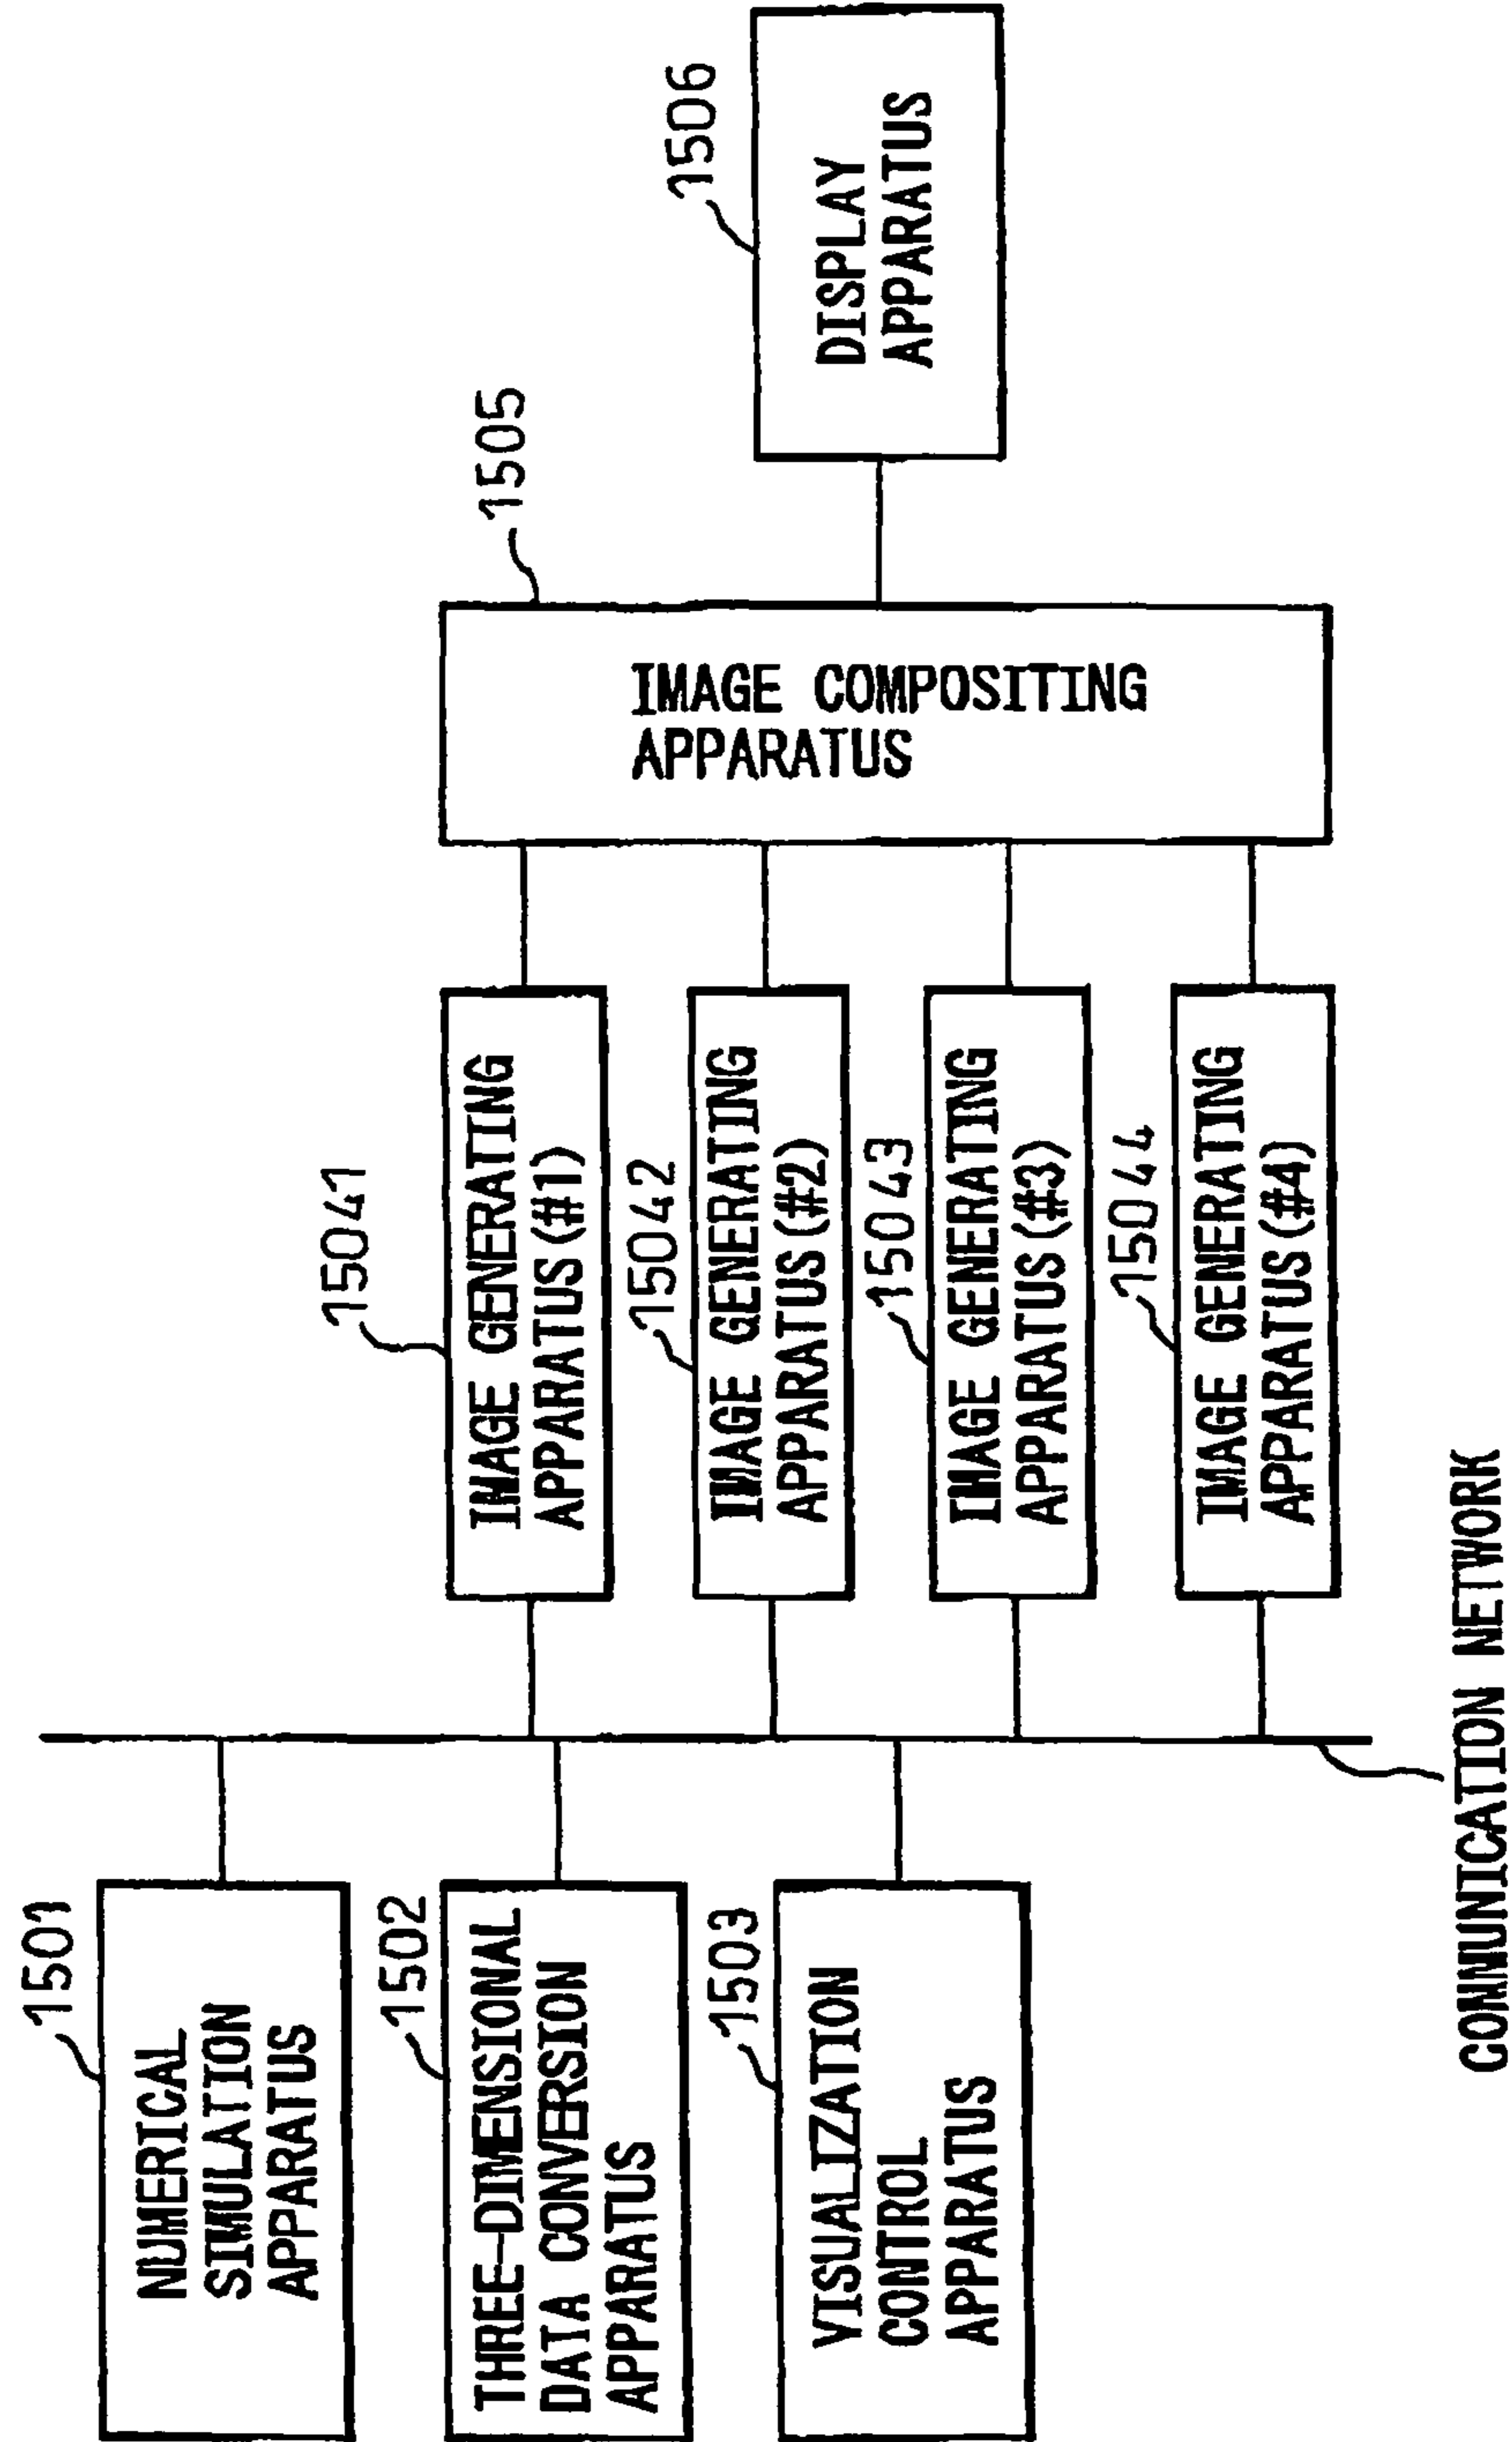 1501
NUMERICAL
SIMULATION
APPARATUS
1502
THREE-DIMENSIONAL
DATA CONVERSION
APPARATUS
1503
VISUALIZATION
CONTROL
APPARATUS
COMMUNICATION NETWORK
15041
IMAGE GENERATING
APPARATUS(#1)
15042
IMAGE GENERATING
APPARATUS(#2)
15043
IMAGE GENERATING
APPARATUS(#3)
15044
IMAGE GENERATING
APPARATUS(#4)
1505
IMAGE COMPOSITING
APPARATUS
1506
DISPLAY
APPARATUS